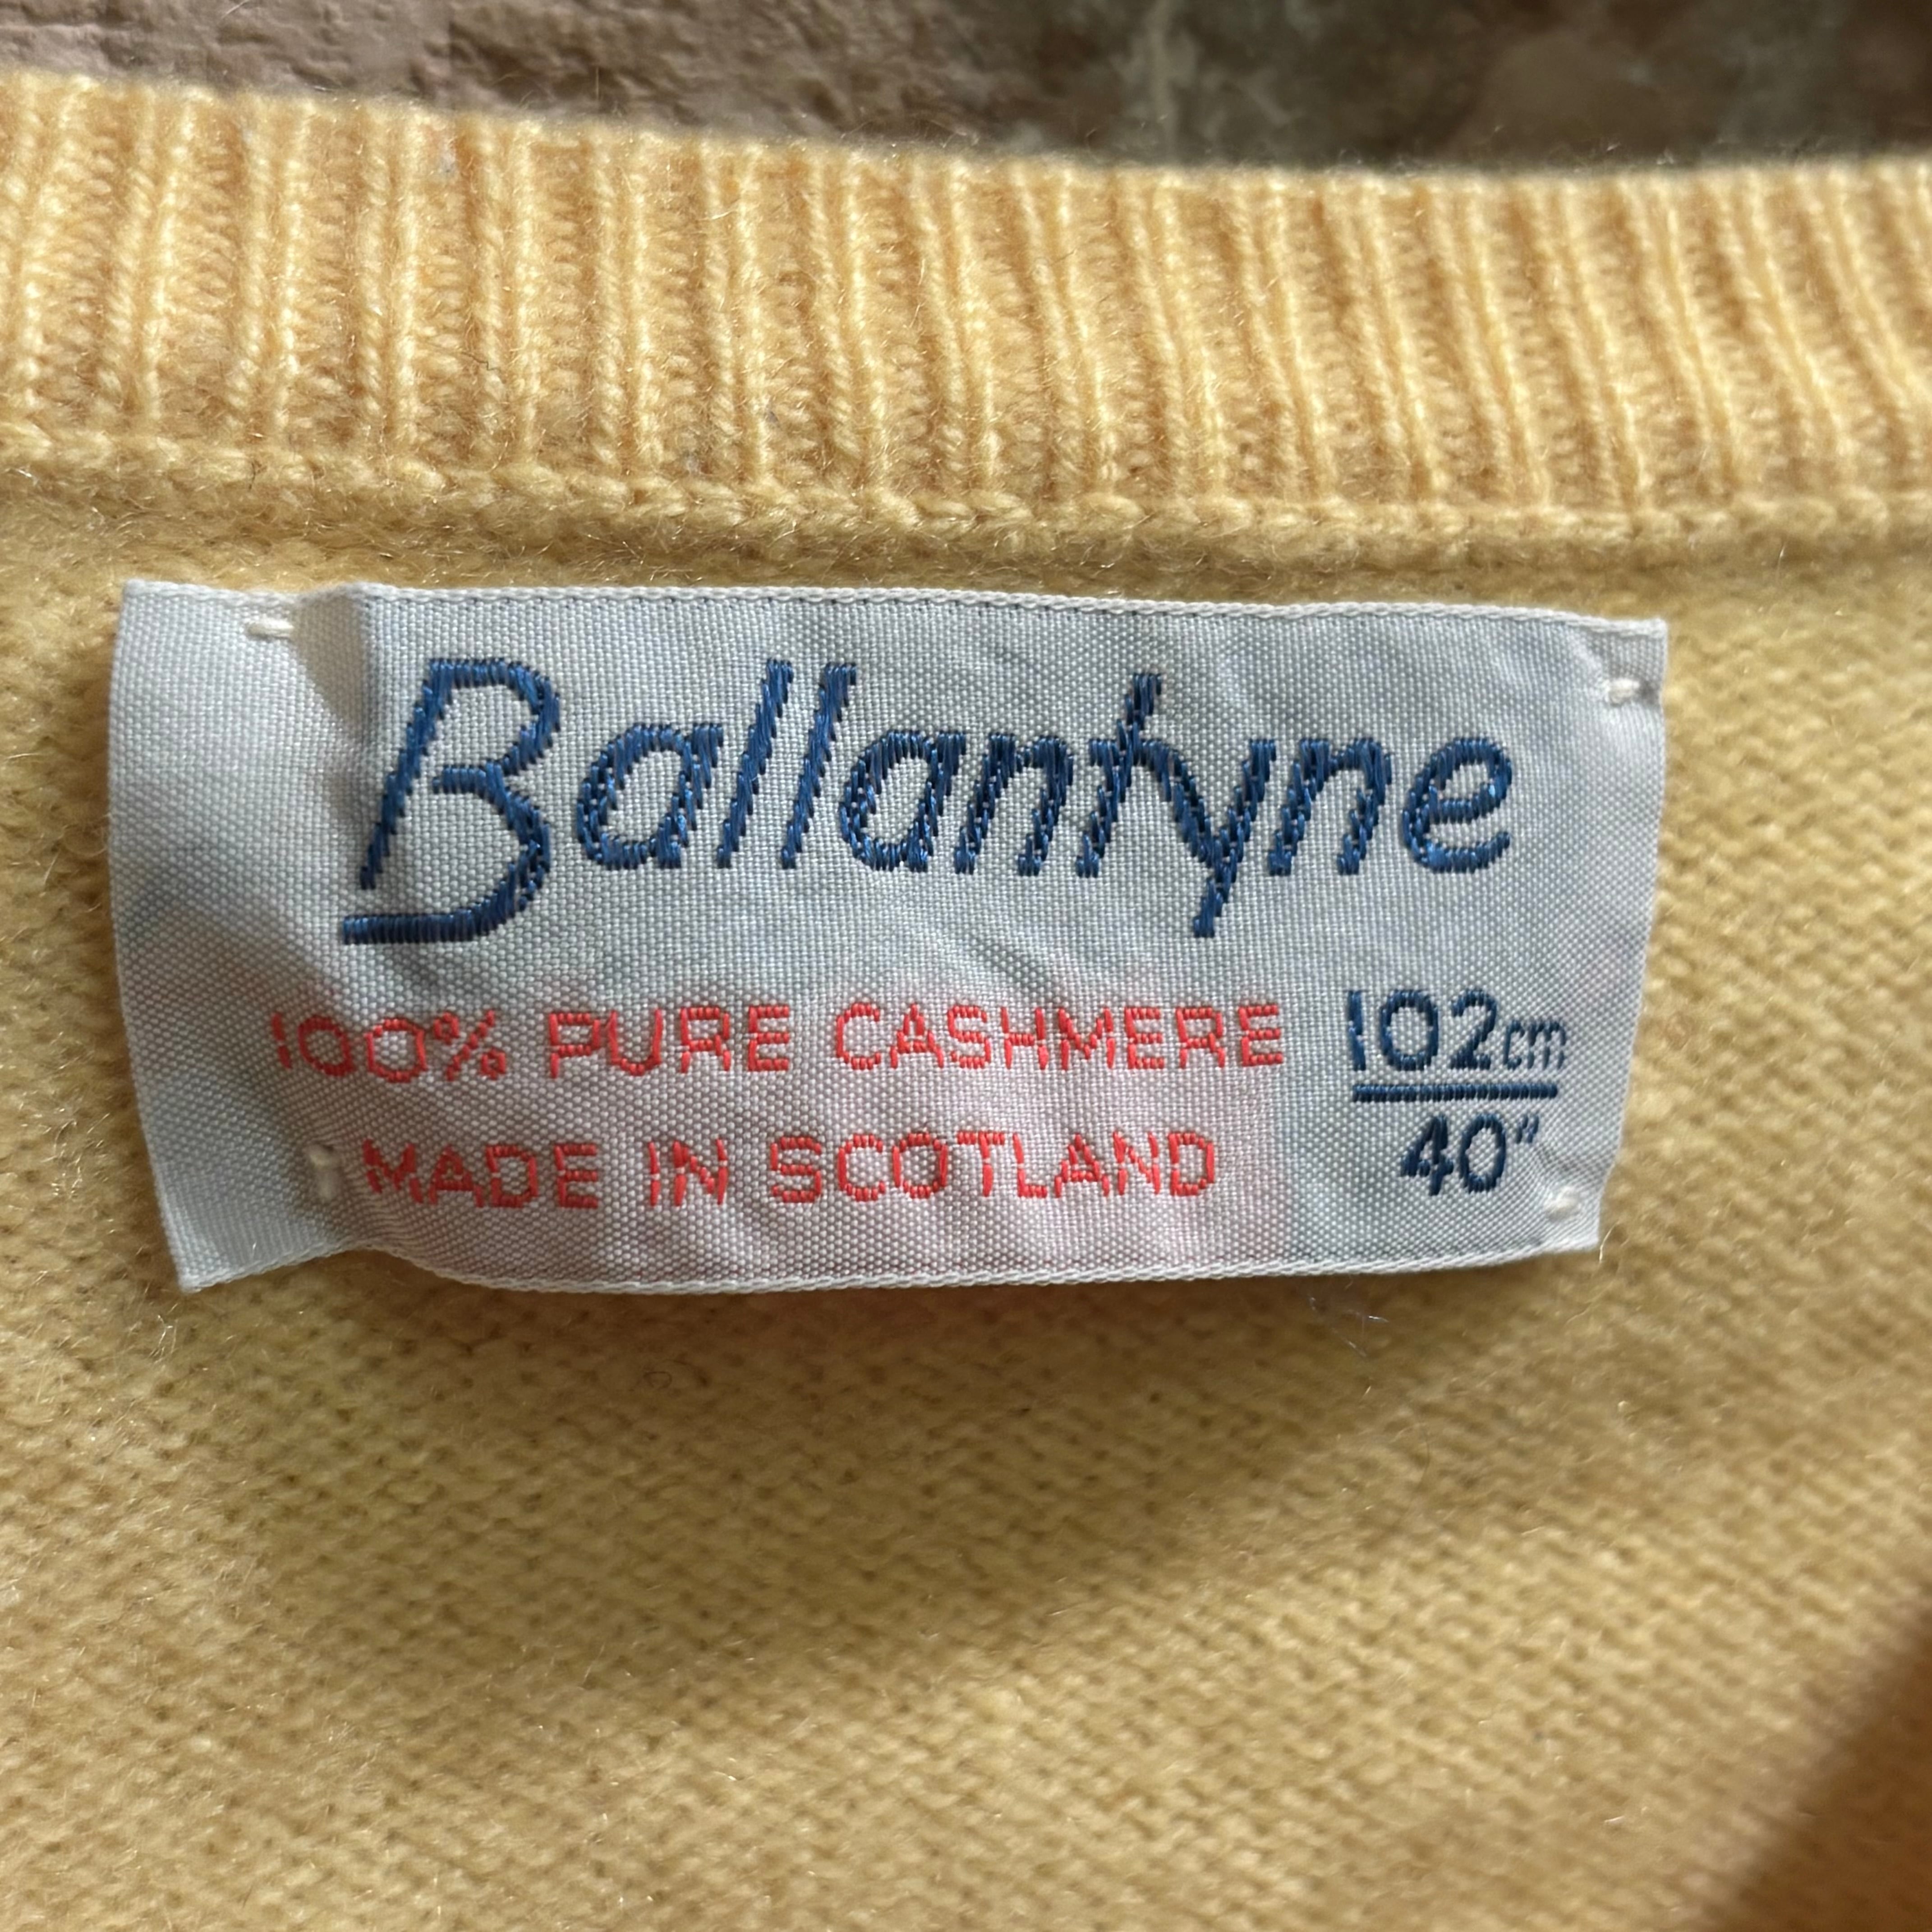 Ballantyne
100% PURE CASHMERE 102cm
MADE IN SCOTLAND 40"